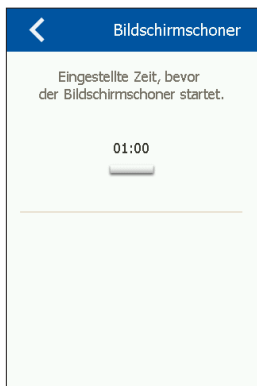 Bildschirmschoner
Eingestellte Zeit, bevor
der Bildschirmschoner startet.
01:00